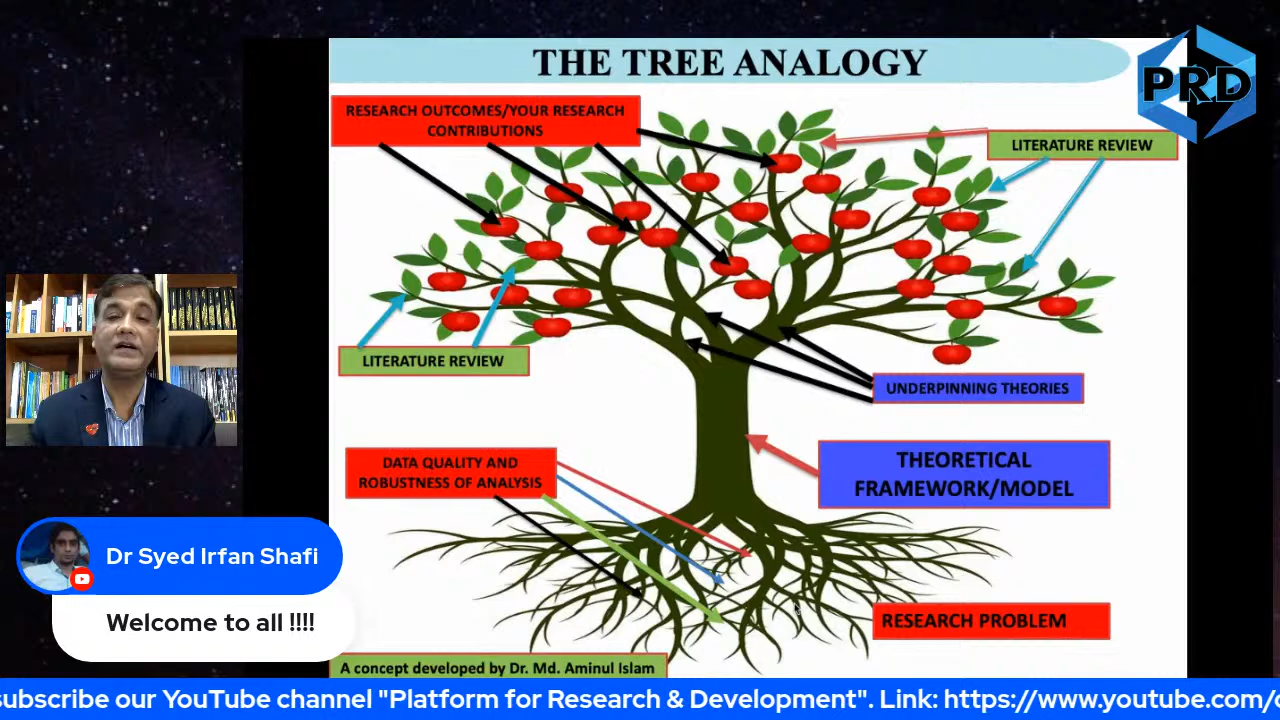 THE TREE ANALOGY
PRD
RESEARCH OUTCOMES/YOUR RESEARCH
CONTRIBUTIONS
LITERATURE REVIEW
LITERATURE REVIEW
UNDERPINNING THEORIES
DATA QUALITY AND
ROBUSTNESS OF ANALYSIS
THEORETICAL
FRAMEWORK/MODEL
RESEARCH PROBLEM
Dr Syed Irfan Shafi
Welcome to all !!!!
A concept developed by Dr. Md. Aminul Islam
subscribe our YouTube channel "Platform for Research & Development". Link: https://www.youtube.com/